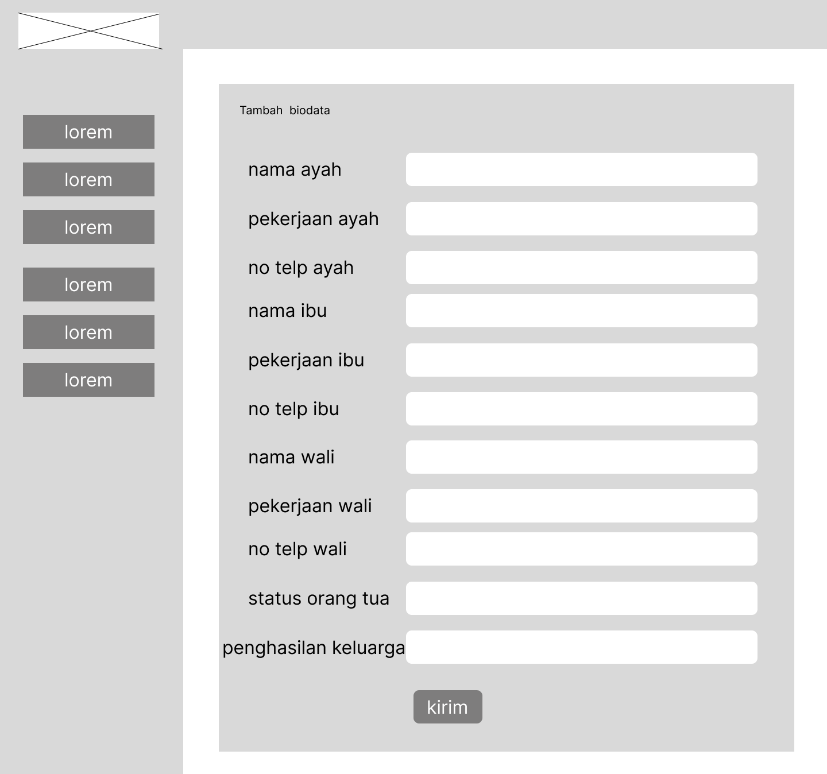 lorem
lorem
lorem
lorem
lorem
lorem
Tambah biodata
nama ayah
pekerjaan ayah
no telp ayah
nama ibu
pekerjaan ibu
no telp ibu
nama wali
pekerjaan wali
no telp wali
status orang tua
penghasilan keluarga
kirim